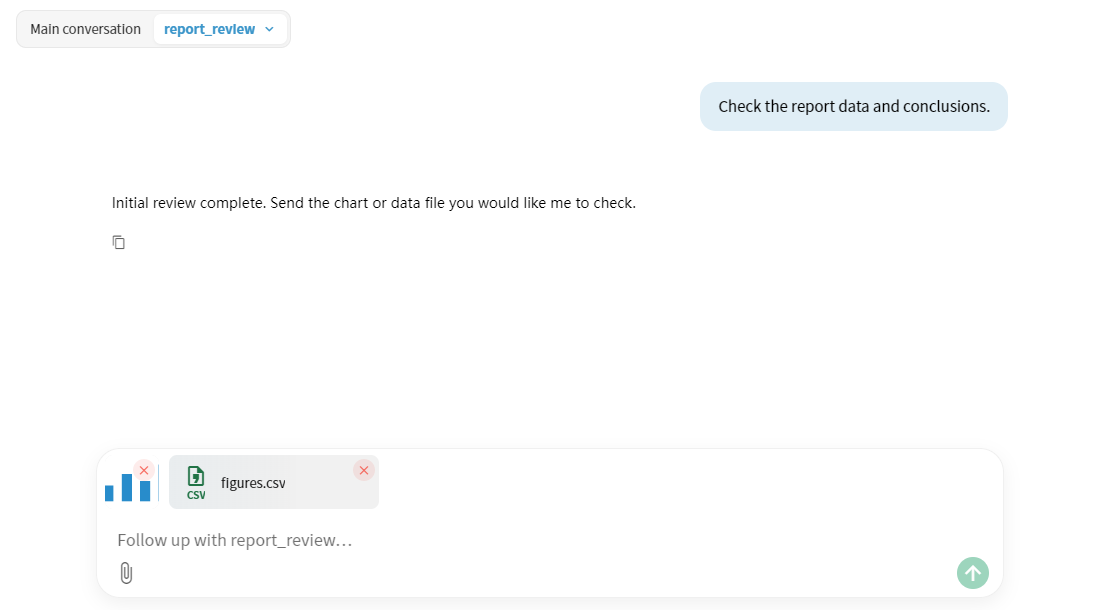 Main conversation
report_review
Check the report data and conclusions.
Initial review complete. Send the chart or data file you would like me to check.
CSV
figures.csv
Follow up with report_review…